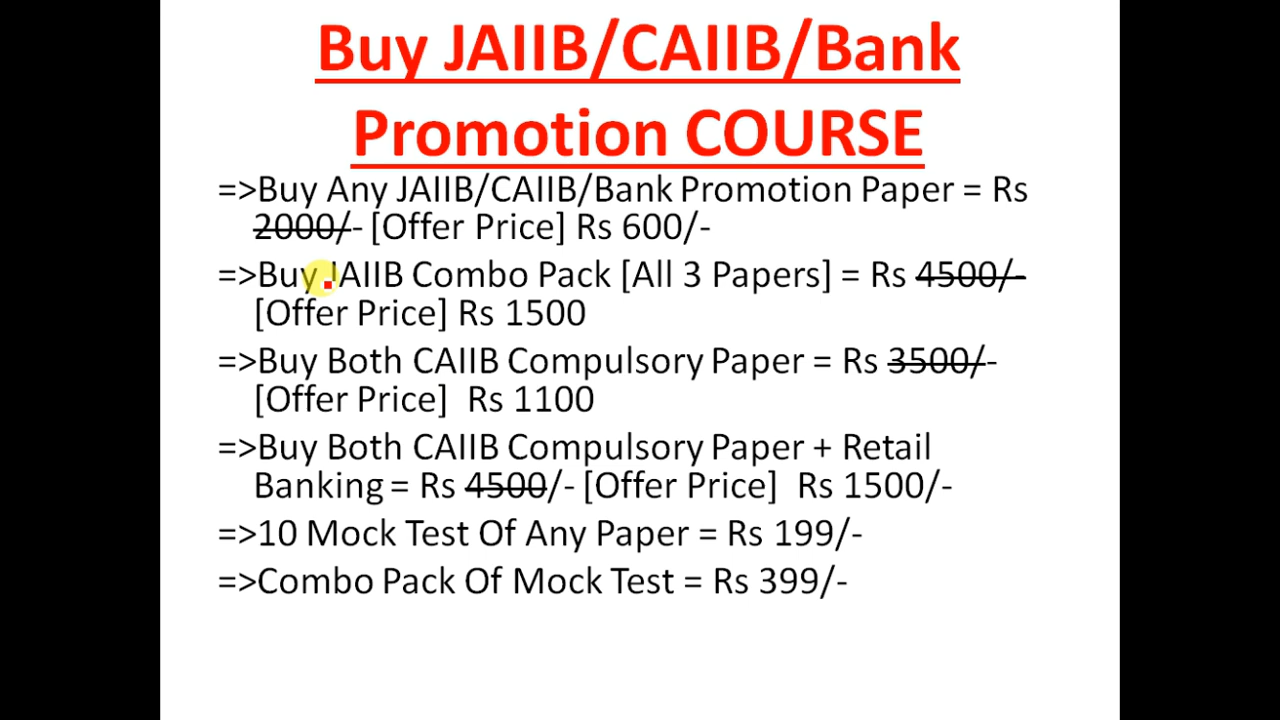 Buy JAIIB/CAIIB/Bank
Promotion COURSE
=>Buy Any JAIIB/CAIIB/Bank Promotion Paper = Rs
2000/- [Offer Price] Rs 600/-
=>Buy JAIIB Combo Pack [All 3 Papers] = Rs 4500/-
[Offer Price] Rs 1500
=>Buy Both CAIIB Compulsory Paper = Rs 3500/-
[Offer Price]  Rs 1100
=>Buy Both CAIIB Compulsory Paper + Retail
Banking = Rs 4500/- [Offer Price]  Rs 1500/-
=>10 Mock Test Of Any Paper = Rs 199/-
=>Combo Pack Of Mock Test = Rs 399/-